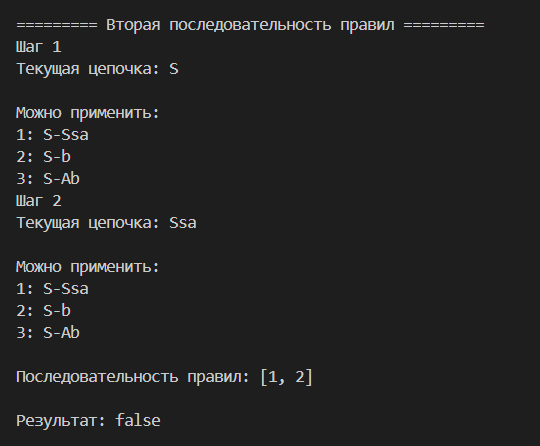 ========= Вторая последовательность правил =========
Шаг 1
Текущая цепочка: S
Можно применить:
1: S-Ssa
2: S-b
3: S-Ab
Шаг 2
Текущая цепочка: Ssa
Можно применить:
1: S-Ssa
2: S-b
3: S-Ab
Последовательность правил: [1, 2]
Результат: false